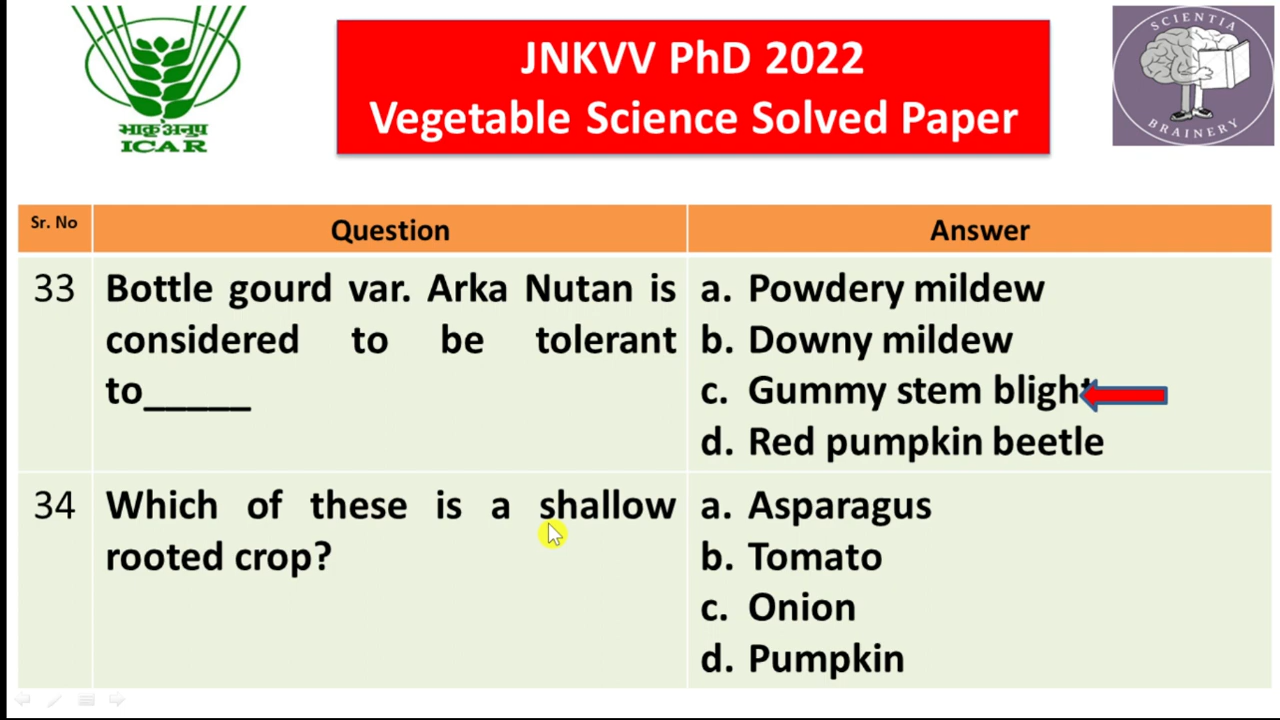 भाकृअनुप
ICAR
JNKVV PhD 2022
Vegetable Science Solved Paper
SCIENTIA
BRAINERY
Sr. No
Question
Answer
33
Bottle gourd var. Arka Nutan is
considered to be tolerant
to_____
a. Powdery mildew
b. Downy mildew
c. Gummy stem blight
d. Red pumpkin beetle
34
Which of these is a shallow
rooted crop?
a. Asparagus
b. Tomato
c. Onion
d. Pumpkin